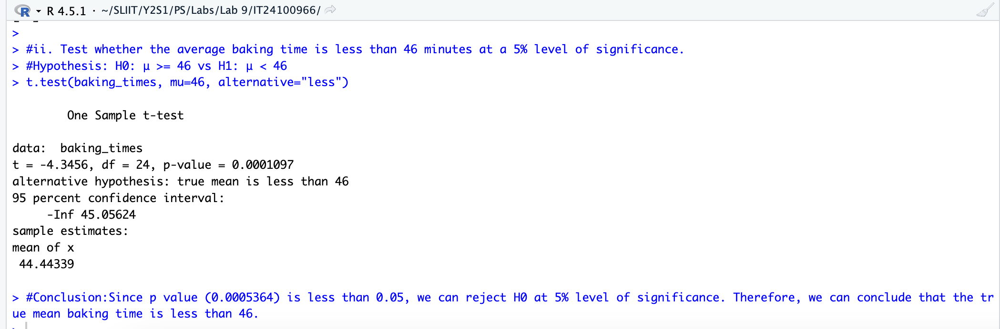 R 4.5.1 · ~/SLIIT/Y2S1/PS/Labs/Lab 9/IT24100966/
>
> #ii. Test whether the average baking time is less than 46 minutes at a 5% level of significance.
> #Hypothesis: H0: μ >= 46 vs H1: μ < 46
> t.test(baking_times, mu=46, alternative="less")
One Sample t-test
data:  baking_times
t = -4.3456, df = 24, p-value = 0.0001097
alternative hypothesis: true mean is less than 46
95 percent confidence interval:
-Inf 45.05624
sample estimates:
mean of x
44.44339
> #Conclusion:Since p value (0.0005364) is less than 0.05, we can reject H0 at 5% level of significance. Therefore, we can conclude that the tr
ue mean baking time is less than 46.